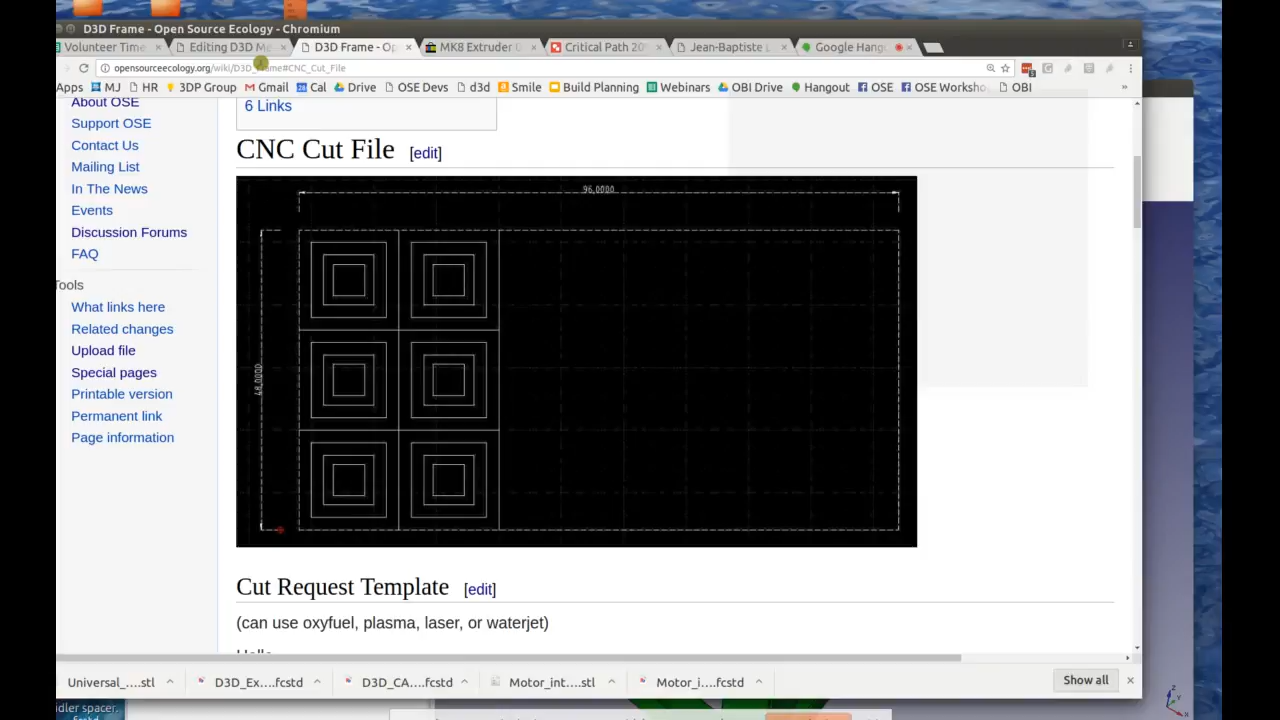 D3D Frame - Open Source Ecology - Chromium
Volunteer Time
Editing D3D Me
D3D Frame - Op
MK8 Extruder
Critical Path 20
Jean-Baptiste
Google Hang
opensourceecology.org/wiki/D3D_Frame#CNC_Cut_File
Apps MJ HR 3DP Group Gmail Cal Drive OSE Devs d3d Smile Build Planning Webinars OBI Drive Hangout OSE OSE Worksho OBI
About OSE
Support OSE
Contact Us
Mailing List
In The News
Events
Discussion Forums
FAQ
Tools
What links here
Related changes
Upload file
Special pages
Printable version
Permanent link
Page information
6 Links
CNC Cut File [edit]
96.0000
48.0000
Cut Request Template [edit]
(can use oxyfuel, plasma, laser, or waterjet)
Universal_....stl
D3D_Ex....fcstd
D3D_CA....fcstd
Motor_int....stl
Motor_i....fcstd
Show all
idler spacer.